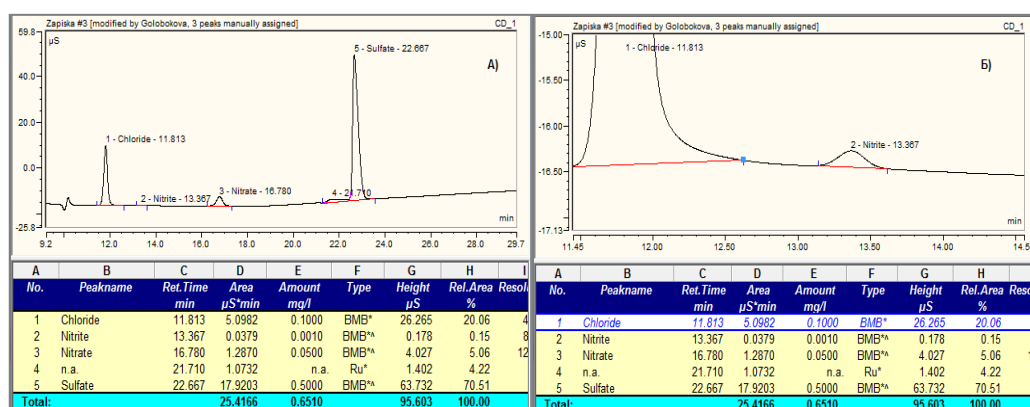 Zapiska #3 [modified by Golobokova, 3 peaks manually assigned]
CD_1
59.8
µS
40.0
20.0
0.0
-25.8
A)
5 - Sulfate - 22.667
1 - Chloride - 11.813
2 - Nitrite - 13.367
3 - Nitrate - 16.780
4 - 21.710
min
9.2 12.0 14.0 16.0 18.0 20.0 22.0 24.0 26.0 29.7
A B C D E F G H I
No. Peakname Ret.Time Area Amount Type Height Rel.Area Resol
min µS*min mg/l µS %
1 Chloride 11.813 5.0982 0.1000 BMB* 26.265 20.06 4
2 Nitrite 13.367 0.0379 0.0010 BMB*^ 0.178 0.15 8
3 Nitrate 16.780 1.2870 0.0500 BMB*^ 4.027 5.06 12
4 n.a. 21.710 1.0732 n.a. Ru* 1.402 4.22
5 Sulfate 22.667 17.9203 0.5000 BMB*^ 63.732 70.51
Total: 25.4166 0.6510 95.603 100.00
Zapiska #3 [modified by Golobokova, 3 peaks manually assigned]
CD_1
-15.00
µS
-15.50
-16.00
-16.50
-17.13
Б)
1 - Chloride - 11.813
2 - Nitrite - 13.367
min
11.45 12.00 12.50 13.00 13.50 14.00 14.5
A B C D E F G H
No. Peakname Ret.Time Area Amount Type Height Rel.Area
min µS*min mg/l µS %
1 Chloride 11.813 5.0982 0.1000 BMB* 26.265 20.06
2 Nitrite 13.367 0.0379 0.0010 BMB*^ 0.178 0.15
3 Nitrate 16.780 1.2870 0.0500 BMB*^ 4.027 5.06
4 n.a. 21.710 1.0732 n.a. Ru* 1.402 4.22
5 Sulfate 22.667 17.9203 0.5000 BMB*^ 63.732 70.51
Total: 25.4166 0.6510 95.603 100.00